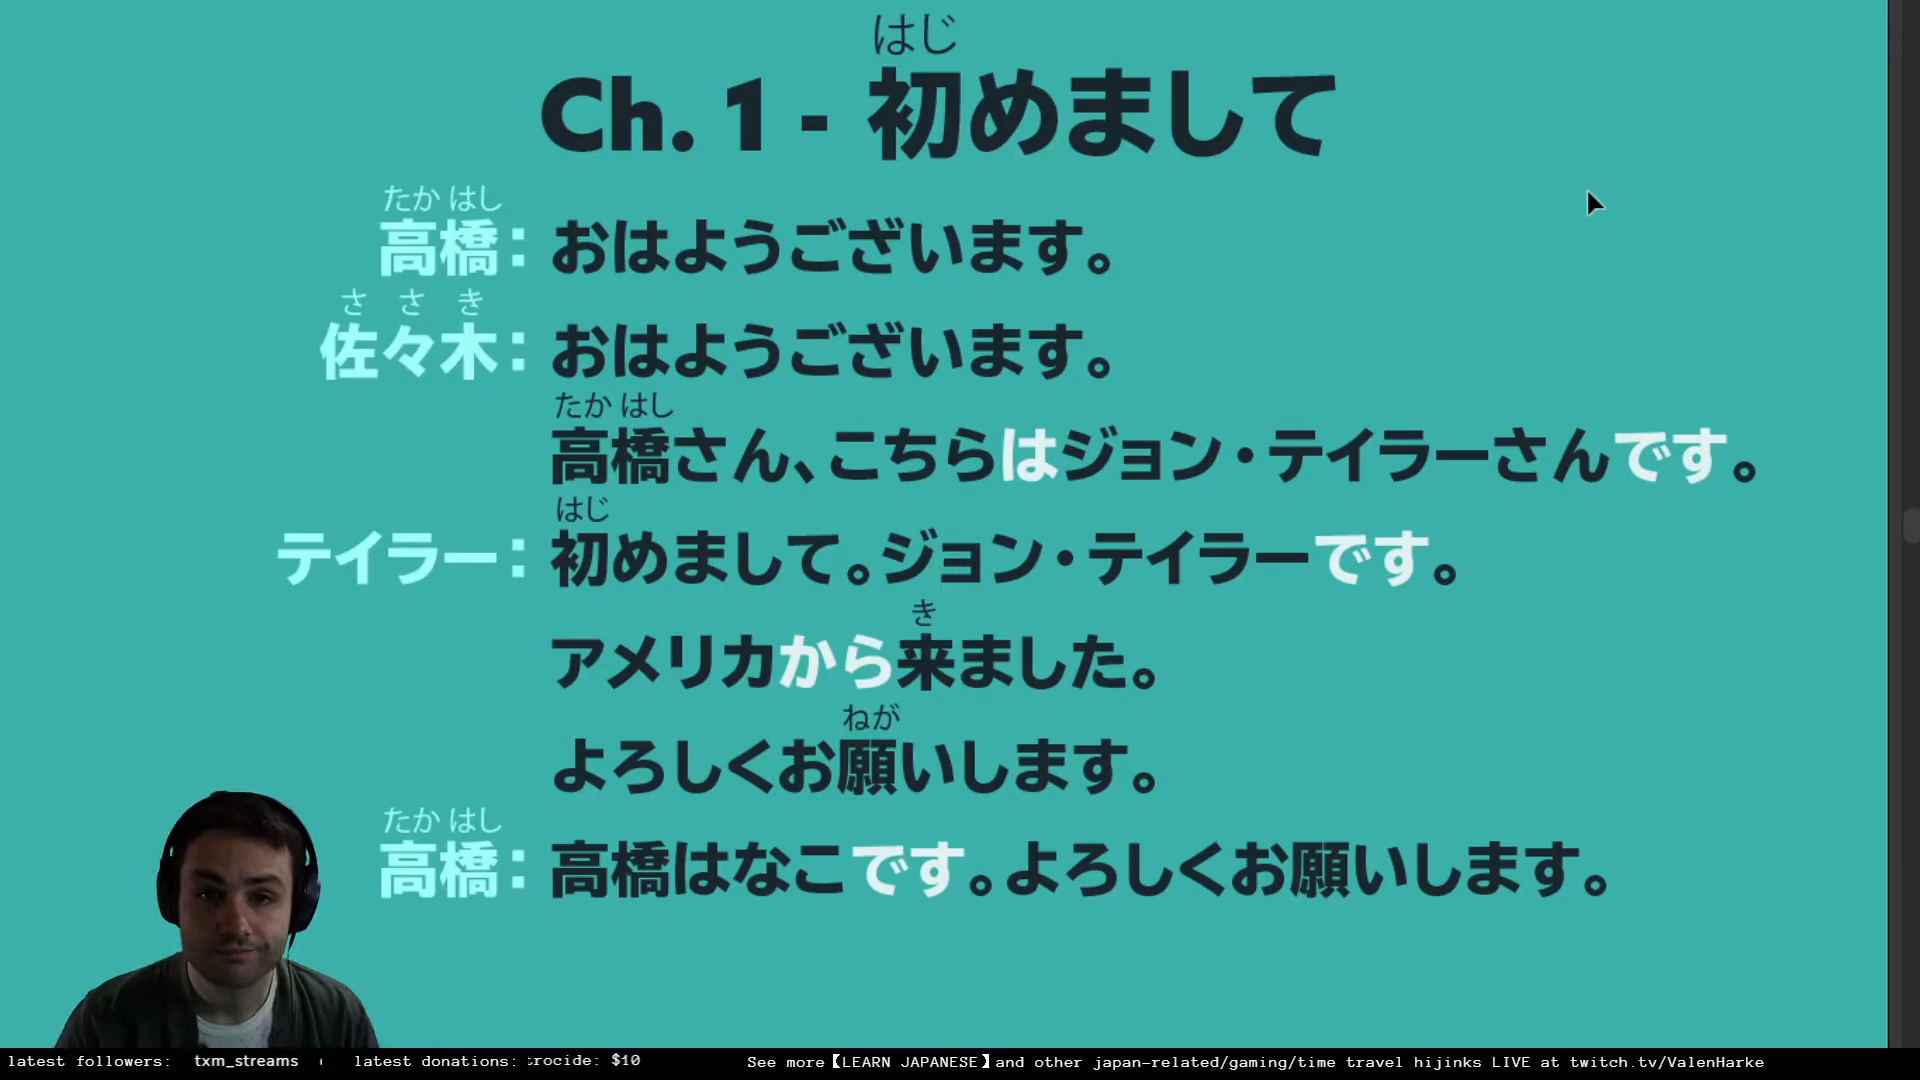 はじ
Ch. 1 - 初めまして
たか はし
高橋：おはようございます。
さ さ き
佐々木：おはようございます。
たか はし
高橋さん、こちらはジョン・テイラーさんです。
はじ
テイラー：初めまして。ジョン・テイラーです。
き
アメリカから来ました。
ねが
よろしくお願いします。
たか はし
高橋：高橋はなこです。よろしくお願いします。
latest followers: txm_streams latest donations: rocide: $10 See more【LEARN JAPANESE】and other japan-related/gaming/time travel hijinks LIVE at twitch.tv/ValenHarke